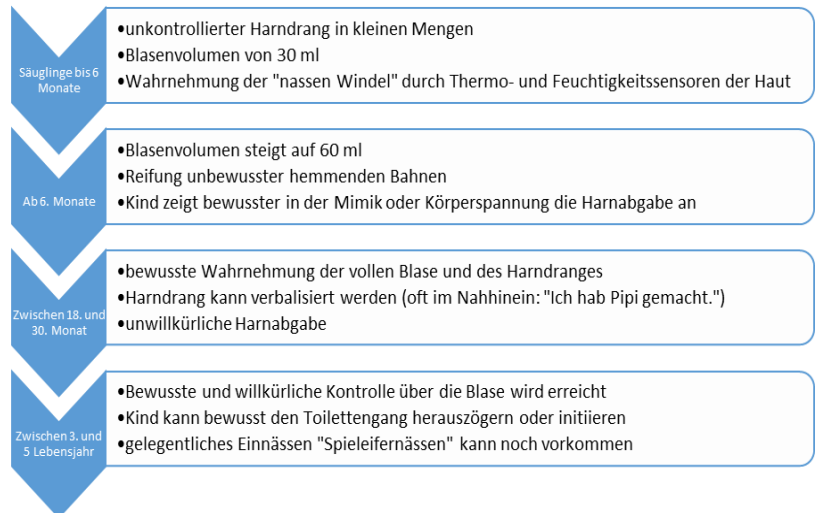 Säuglinge bis 6
Monate
•unkontrollierter Harndrang in kleinen Mengen
•Blasenvolumen von 30 ml
•Wahrnehmung der "nassen Windel" durch Thermo- und Feuchtigkeitssensoren der Haut
Ab 6. Monate
•Blasenvolumen steigt auf 60 ml
•Reifung unbewusster hemmenden Bahnen
•Kind zeigt bewusster in der Mimik oder Körperspannung die Harnabgabe an
Zwischen 18. und
30. Monat
•bewusste Wahrnehmung der vollen Blase und des Harndranges
•Harndrang kann verbalisiert werden (oft im Nahhinein: "Ich hab Pipi gemacht.")
•unwillkürliche Harnabgabe
Zwischen 3. und
5 Lebensjahr
•Bewusste und willkürliche Kontrolle über die Blase wird erreicht
•Kind kann bewusst den Toilettengang herauszögern oder initiieren
•gelegentliches Einnässen "Spieleifernässen" kann noch vorkommen